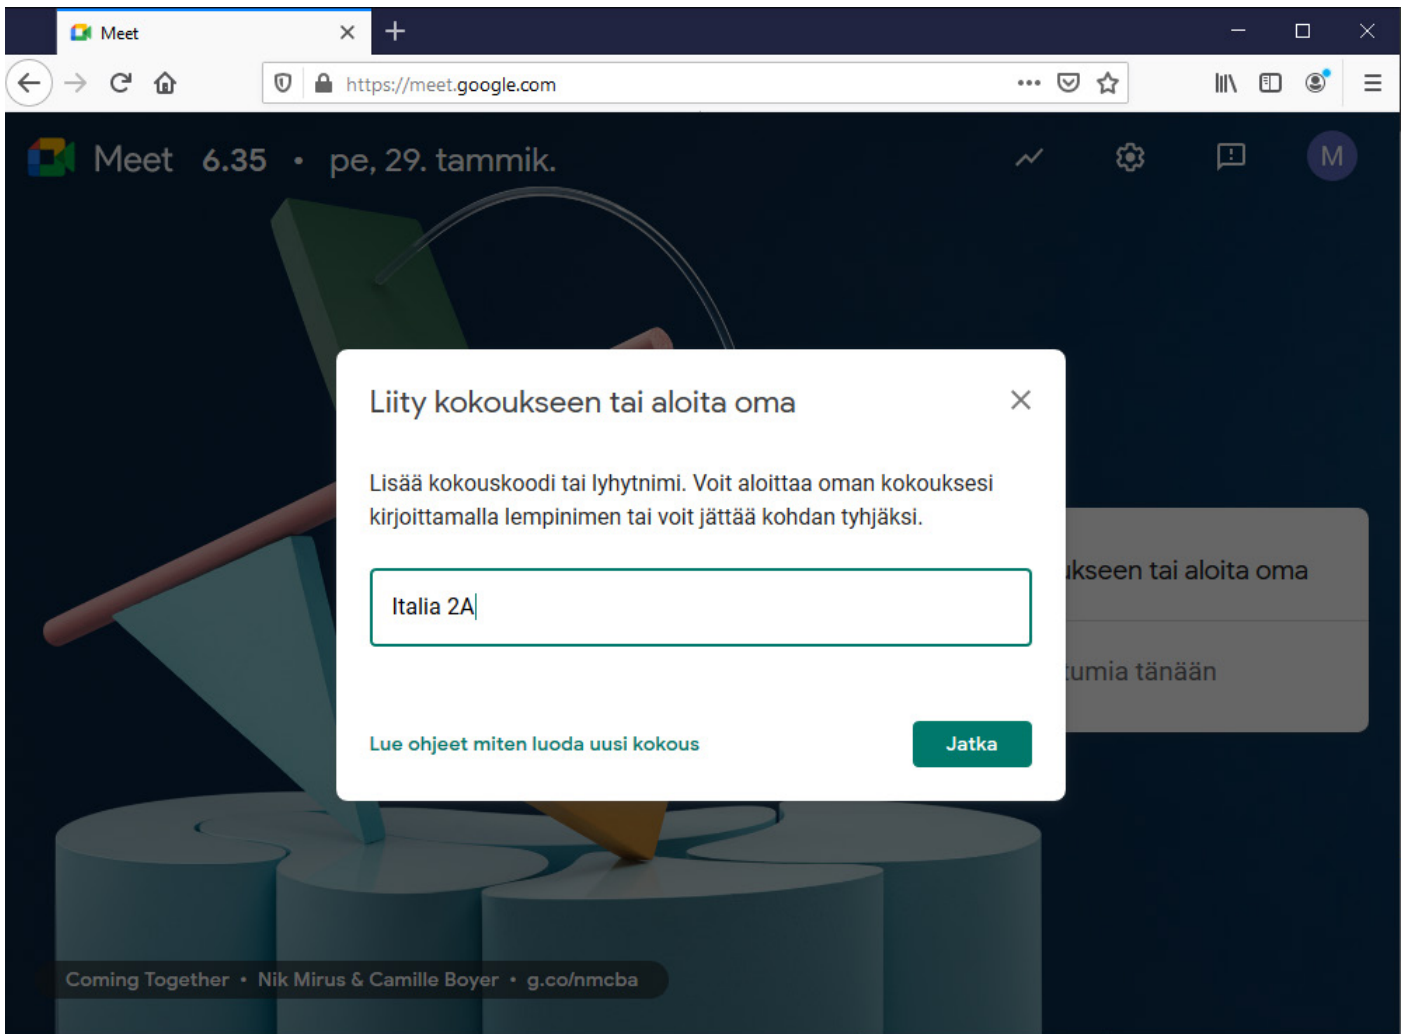 Meet
https://meet.google.com
Meet 6.35 • pe, 29. tammik.
M
Liity kokoukseen tai aloita oma
Lisää kokouskoodi tai lyhytnimi. Voit aloittaa oman kokouksesi
kirjoittamalla lempinimen tai voit jättää kohdan tyhjäksi.
ukseen tai aloita oma
Italia 2A
tumia tänään
Lue ohjeet miten luoda uusi kokous
Jatka
Coming Together • Nik Mirus & Camille Boyer • g.co/nmcba